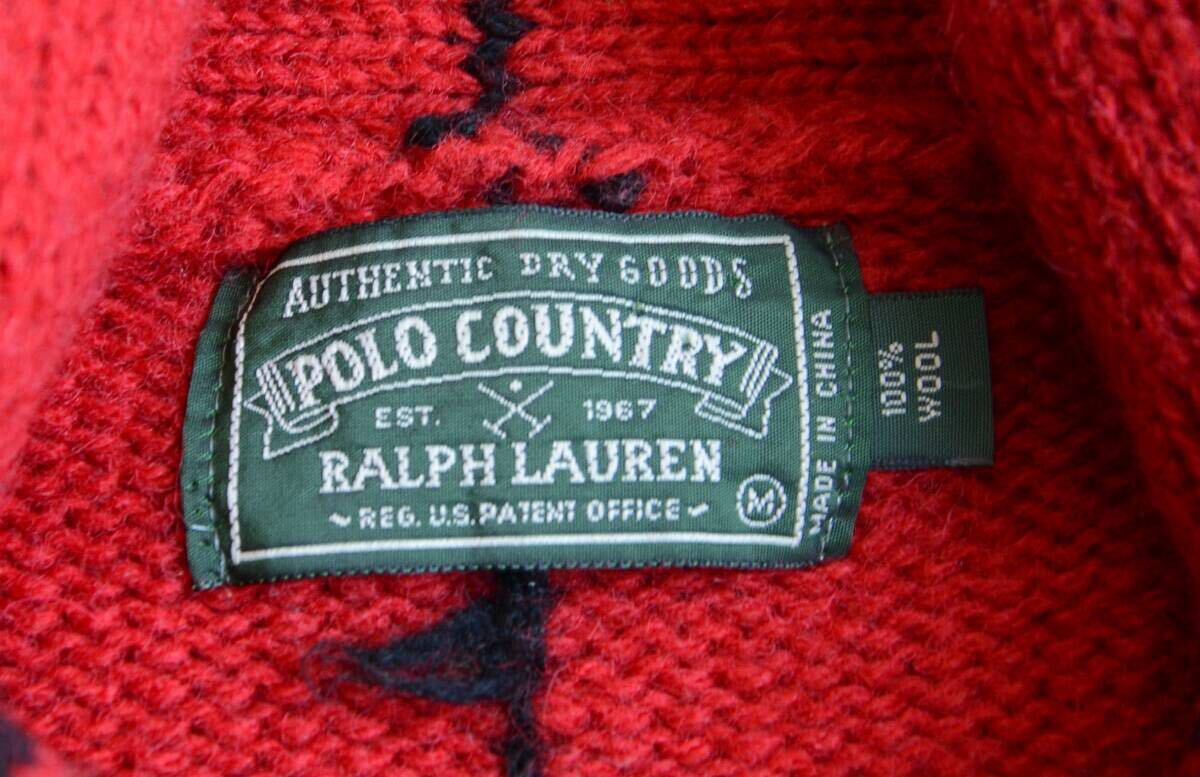 AUTHENTIC DRY GOODS
POLO COUNTRY
EST. 1967
RALPH LAUREN
REG. U.S. PATENT OFFICE
M
MADE IN CHINA
100%
WOOL